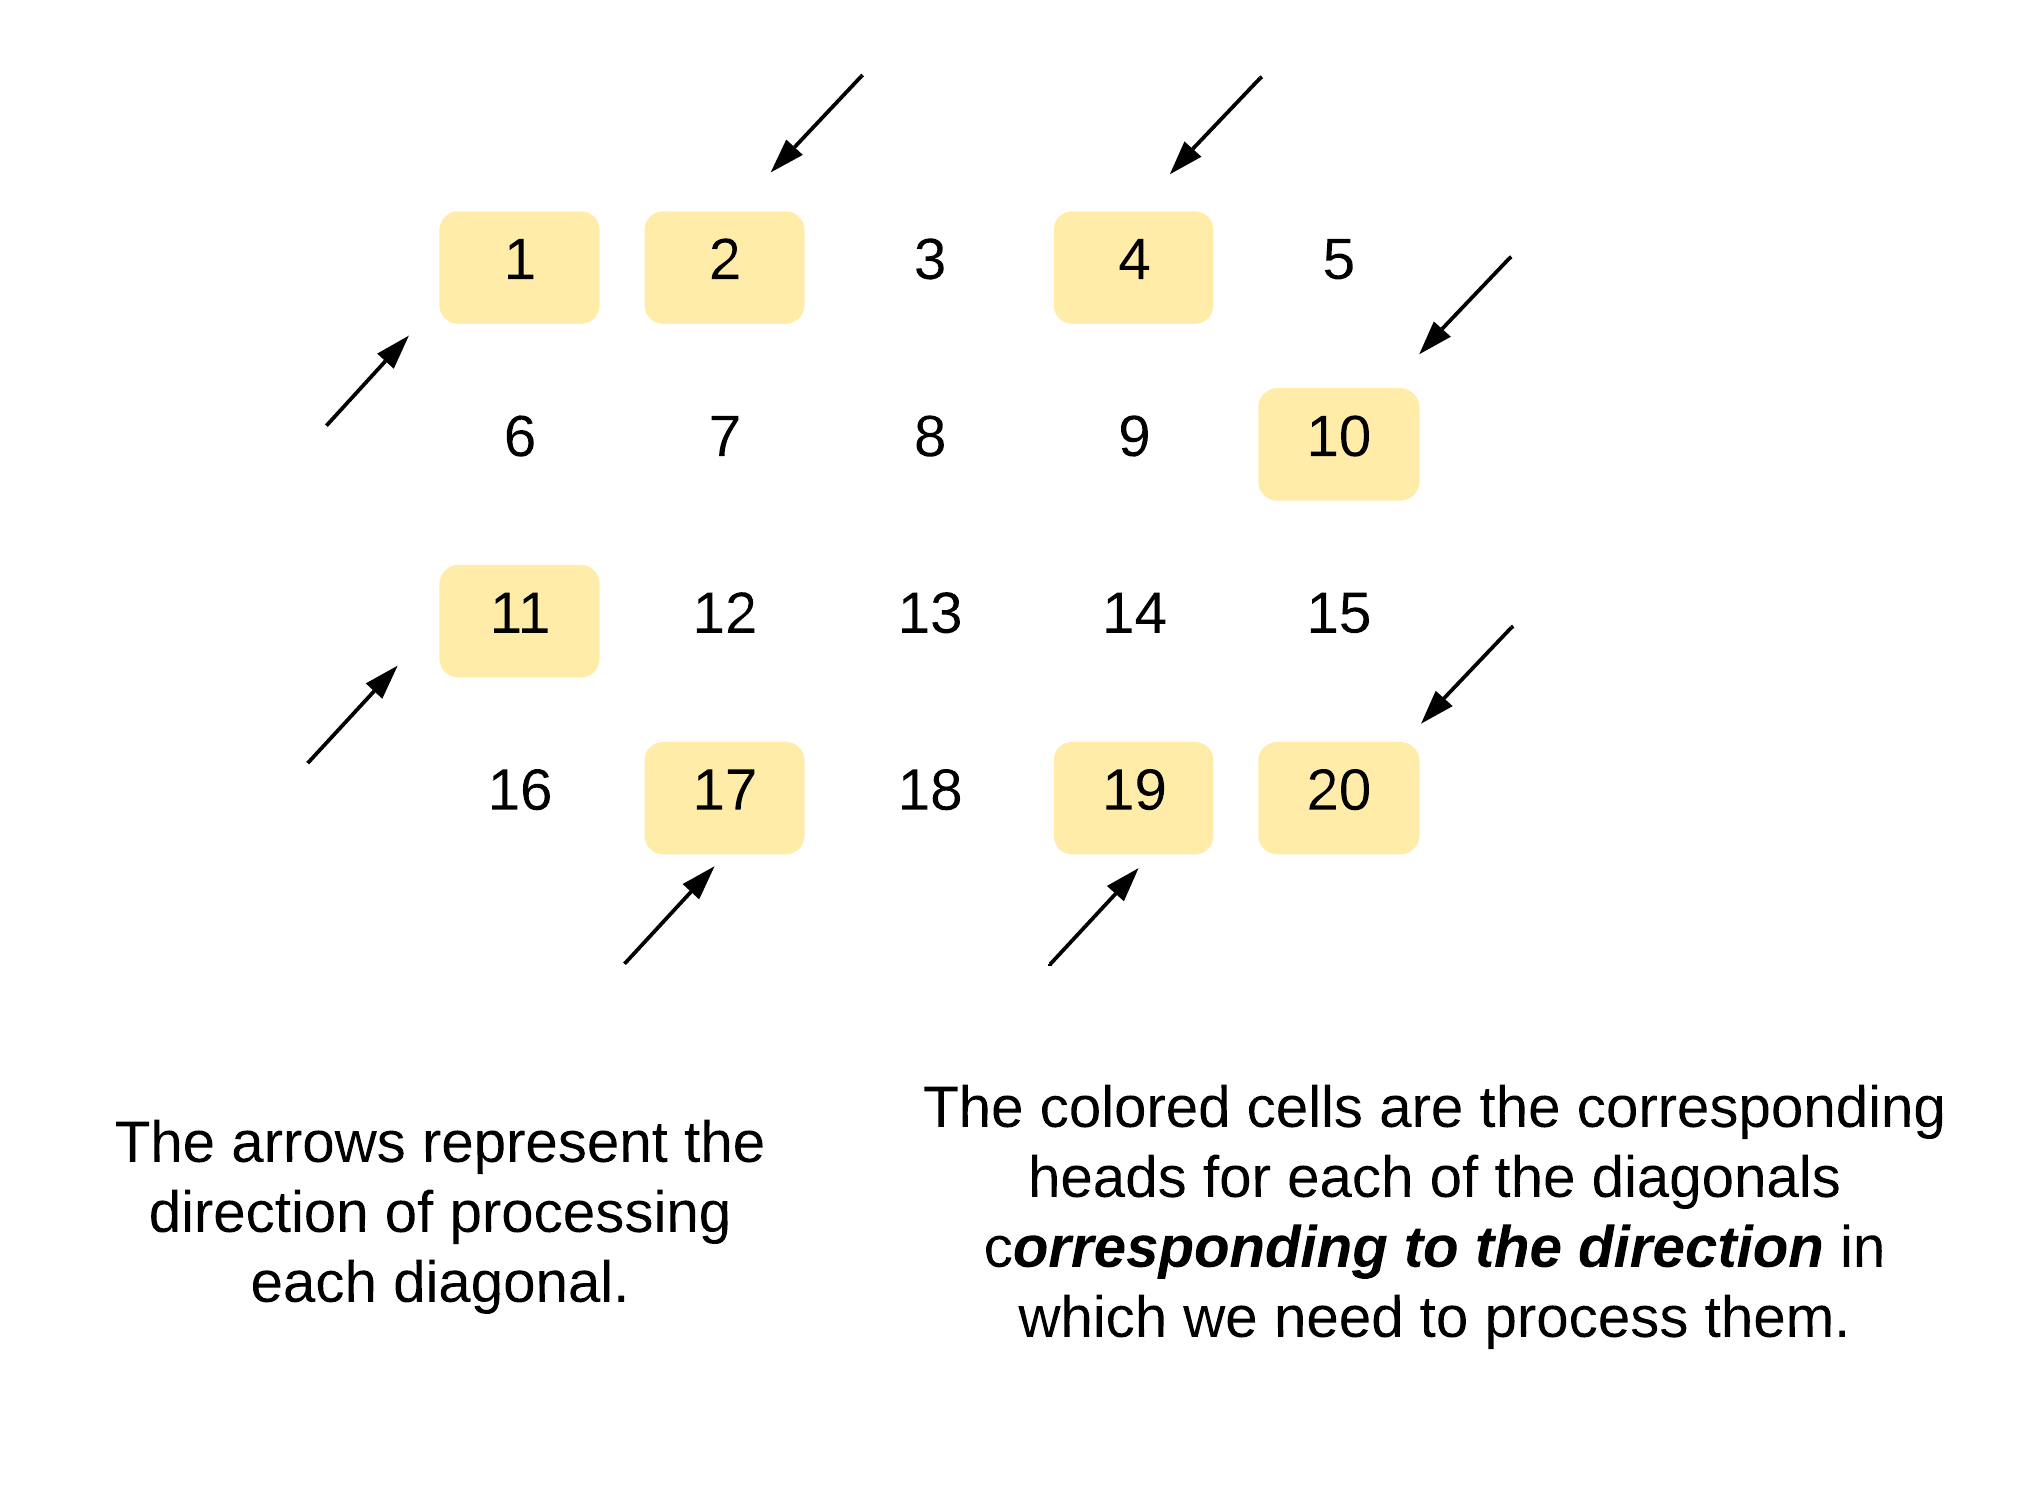 1 2 3 4 5
6 7 8 9 10
11 12 13 14 15
16 17 18 19 20
The arrows represent the
direction of processing
each diagonal.
The colored cells are the corresponding
heads for each of the diagonals
corresponding to the direction in
which we need to process them.